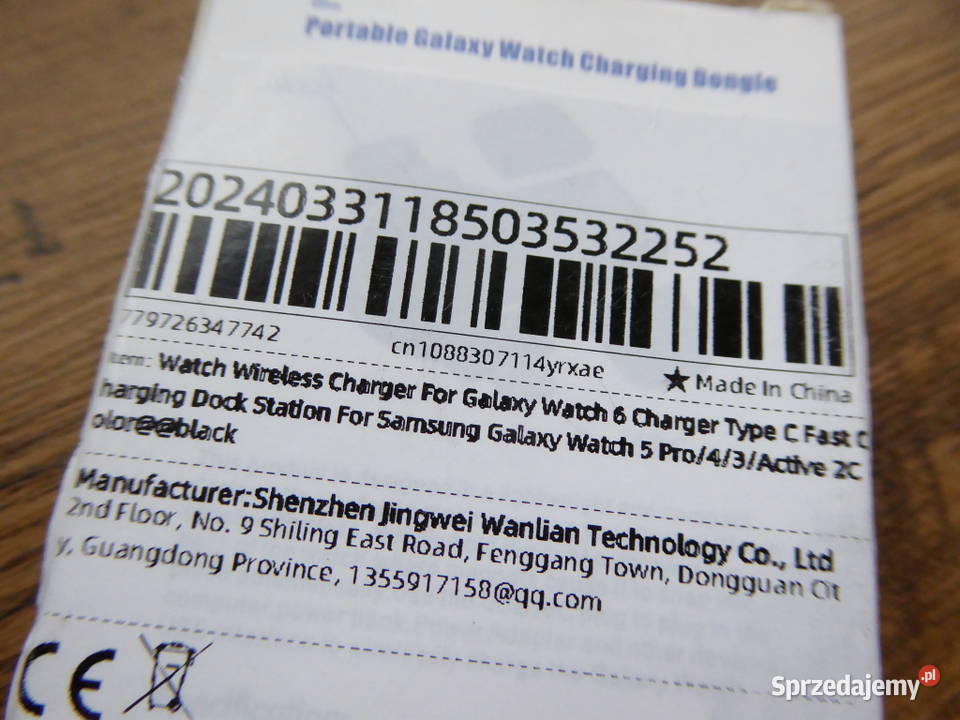 Portable Galaxy Watch Charging Dongle
2024033118503532252
779726347742
cn1088307114yrxae
★Made In China
Item: Watch Wireless Charger For Galaxy Watch 6 Charger Type C Fast C
harging Dock Station For Samsung Galaxy Watch 5 Pro/4/3/Active 2C
olor@@black
Manufacturer:Shenzhen Jingwei Wanlian Technology Co., Ltd
2nd Floor, No. 9 Shiling East Road, Fenggang Town, Dongguan Cit
y, Guangdong Province, 1355917158@qq.com
CE
Sprzedajemy.pl